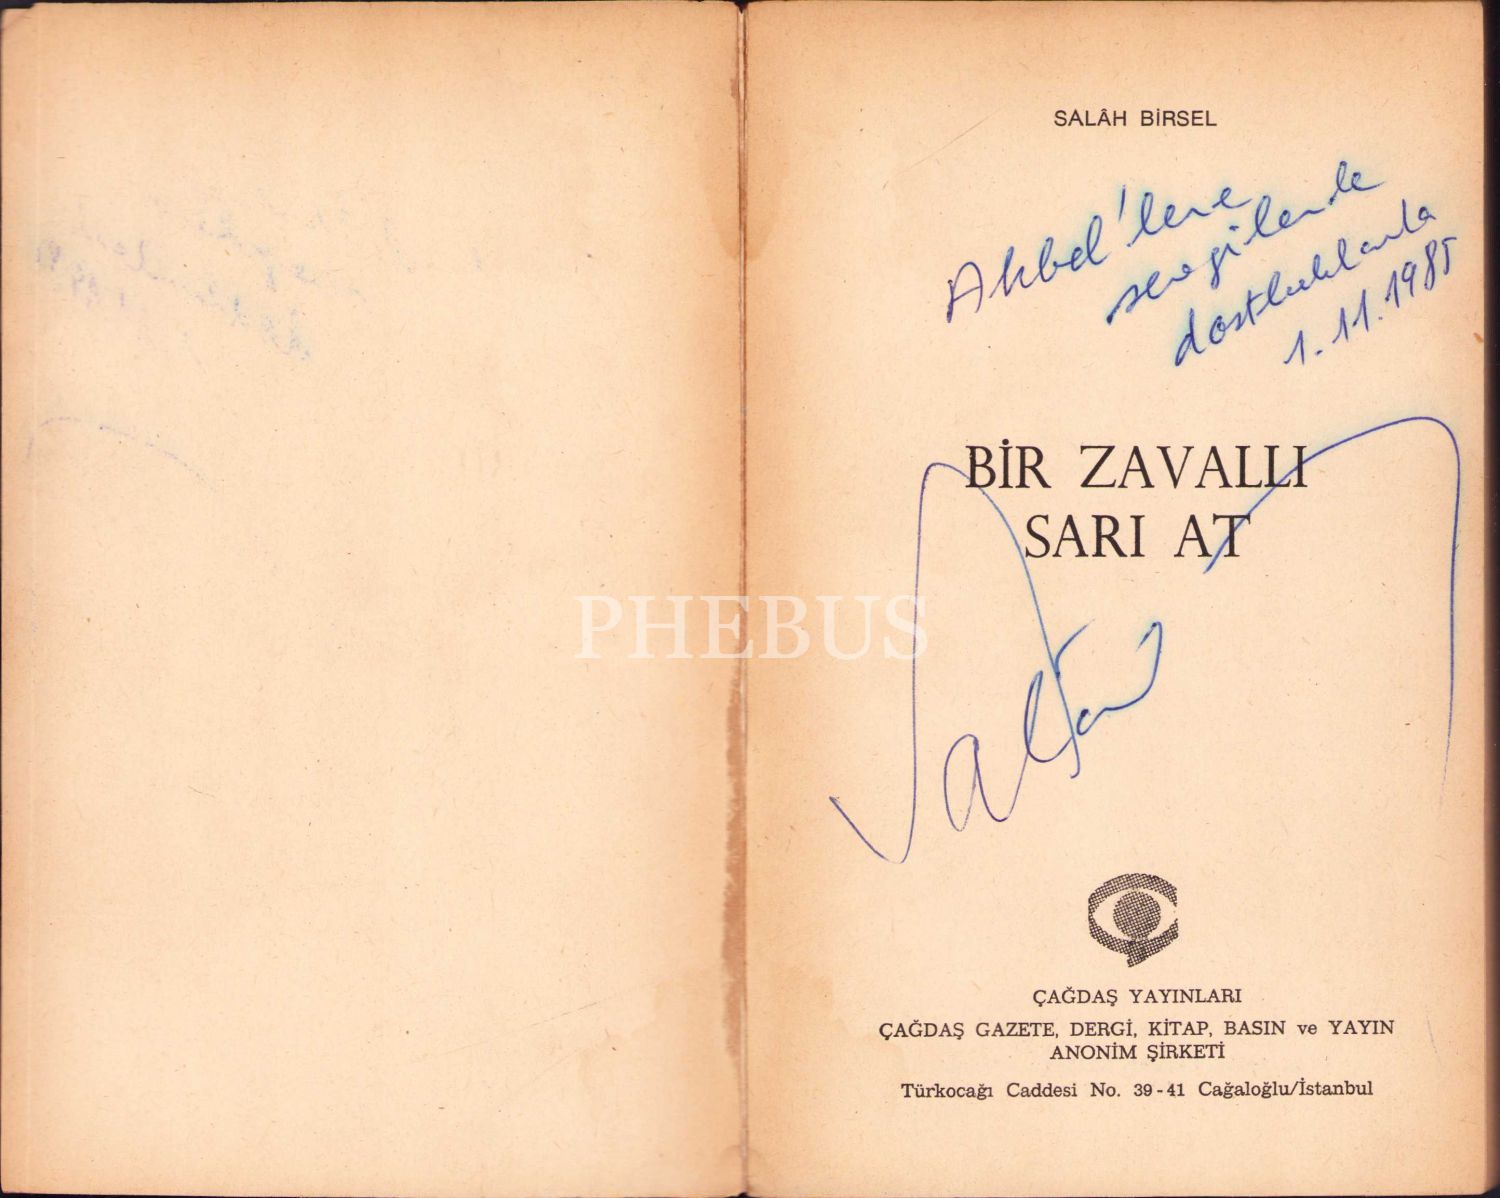 SALÂH BİRSEL
Akbal'lere
sevgilerle
dostluklarla
1.11.1985
BİR ZAVALLI
SARI AT
PHEBUS
ÇAĞDAŞ YAYINLARI
ÇAĞDAŞ GAZETE, DERGİ, KİTAP, BASIN ve YAYIN
ANONİM ŞİRKETİ
Türkocağı Caddesi No. 39-41 Cağaloğlu/İstanbul